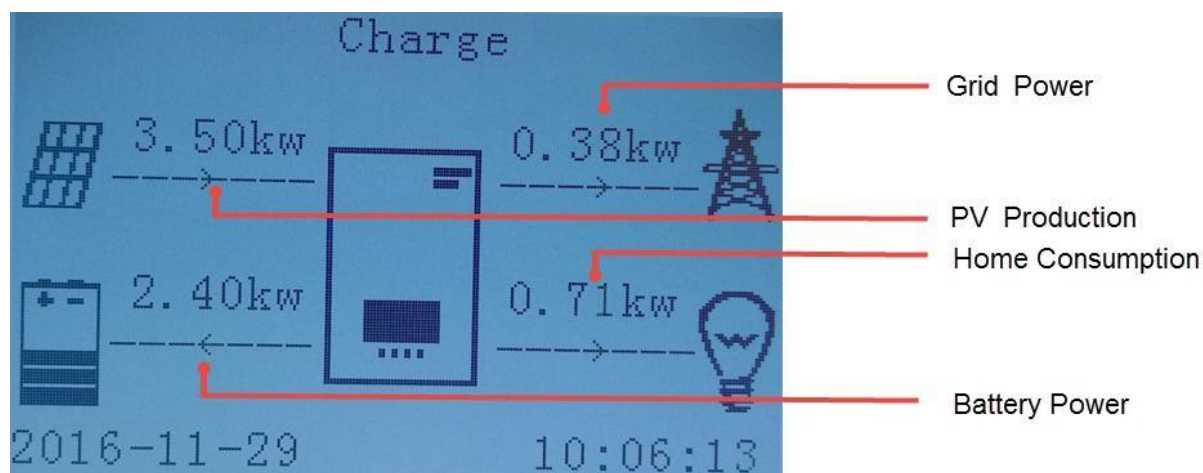 Charge
3.50kw
0.38kw
2.40kw
0.71kw
2016-11-29
10:06:13
Grid Power
PV Production
Home Consumption
Battery Power